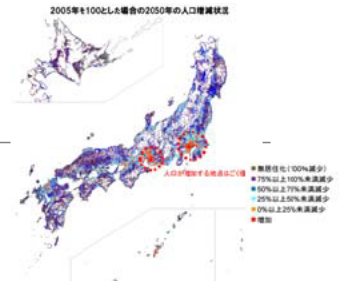 2005年を100とした場合の2050年の人口増減状況
人口が増加する地点はごく僅
無居住化(100%減少)
75%以上100%未満減少
50%以上75%未満減少
25%以上50%未満減少
0%以上25%未満減少
増加